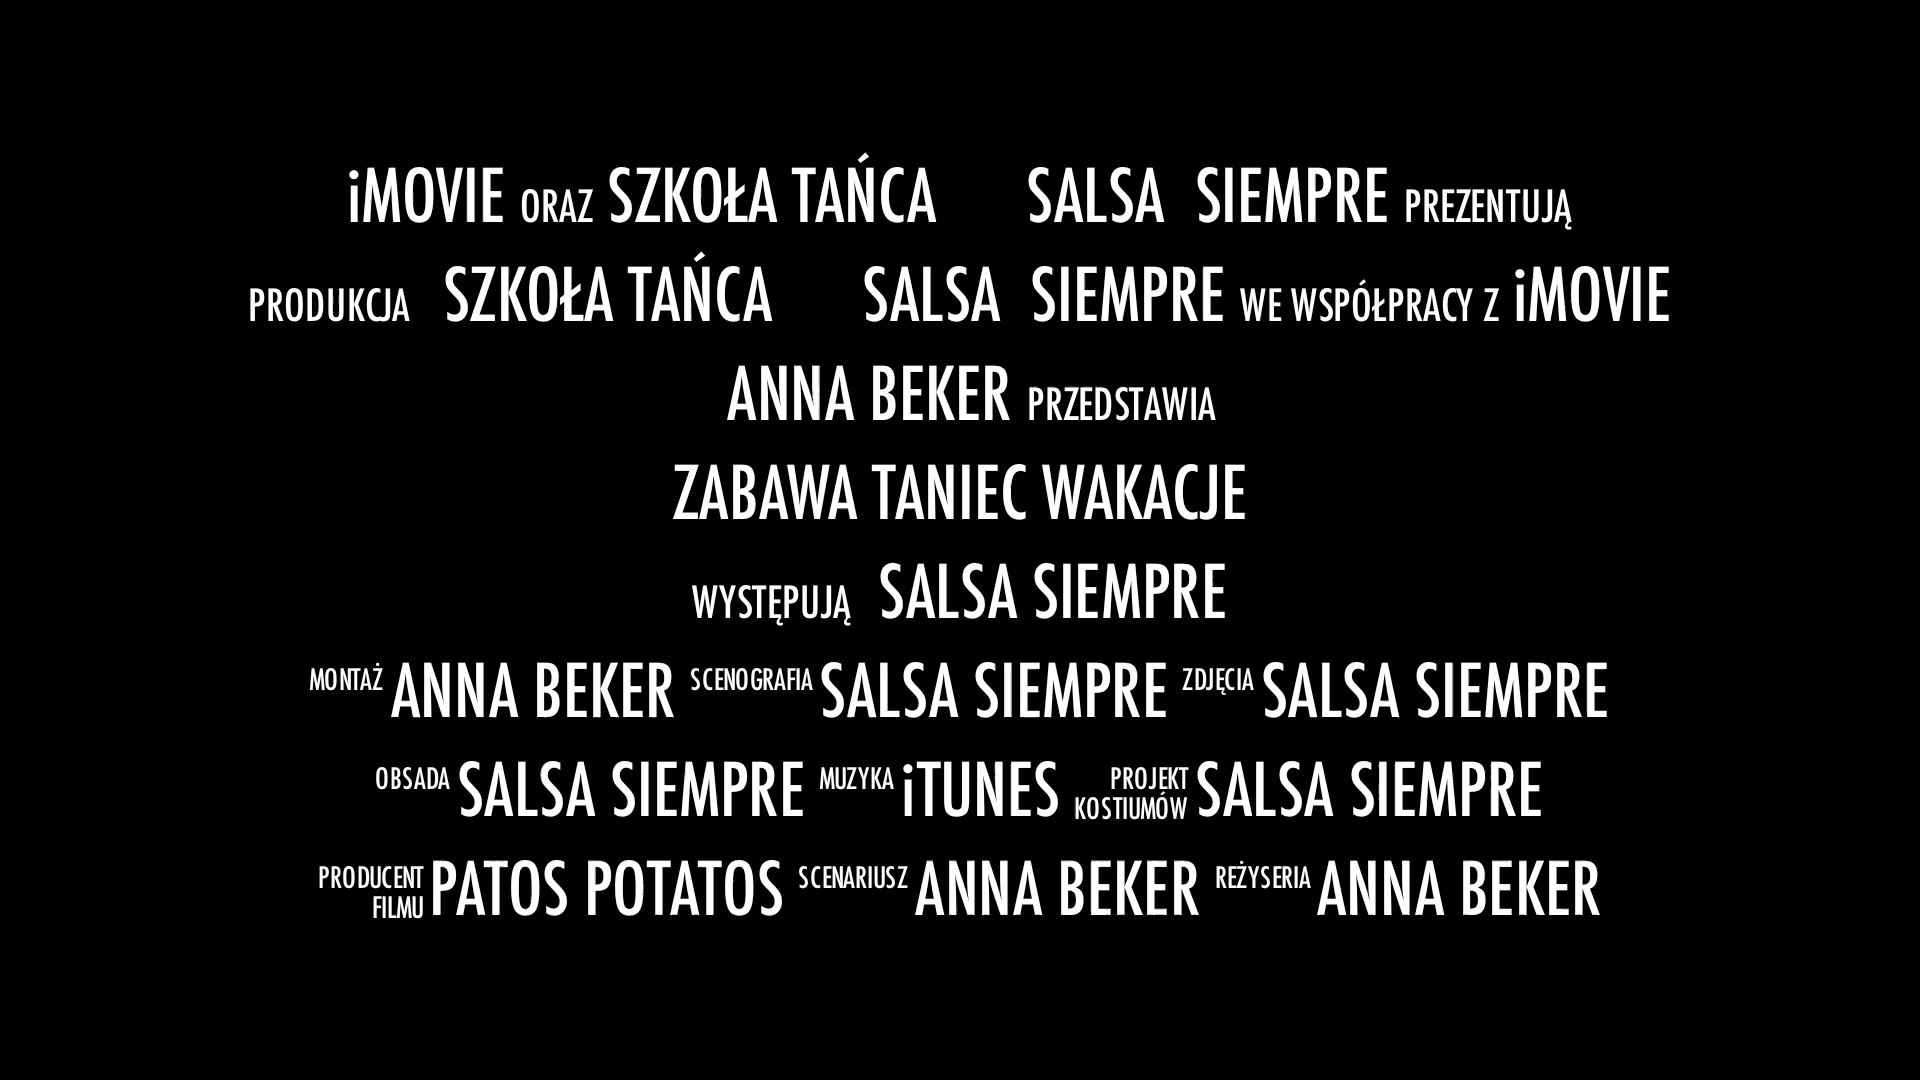 iMOVIE ORAZ SZKOŁA TAŃCA SALSA SIEMPRE PREZENTUJĄ
PRODUKCJA SZKOŁA TAŃCA SALSA SIEMPRE WE WSPÓŁPRACY Z iMOVIE
ANNA BEKER PRZEDSTAWIA
ZABAWA TANIEC WAKACJE
WYSTĘPUJĄ SALSA SIEMPRE
MONTAŻ ANNA BEKER SCENOGRAFIA SALSA SIEMPRE ZDJĘCIA SALSA SIEMPRE
OBSADA SALSA SIEMPRE MUZYKA iTUNES PROJEKT KOSTIUMÓW SALSA SIEMPRE
PRODUCENT FILMU PATOS POTATOS SCENARIUSZ ANNA BEKER REŻYSERIA ANNA BEKER